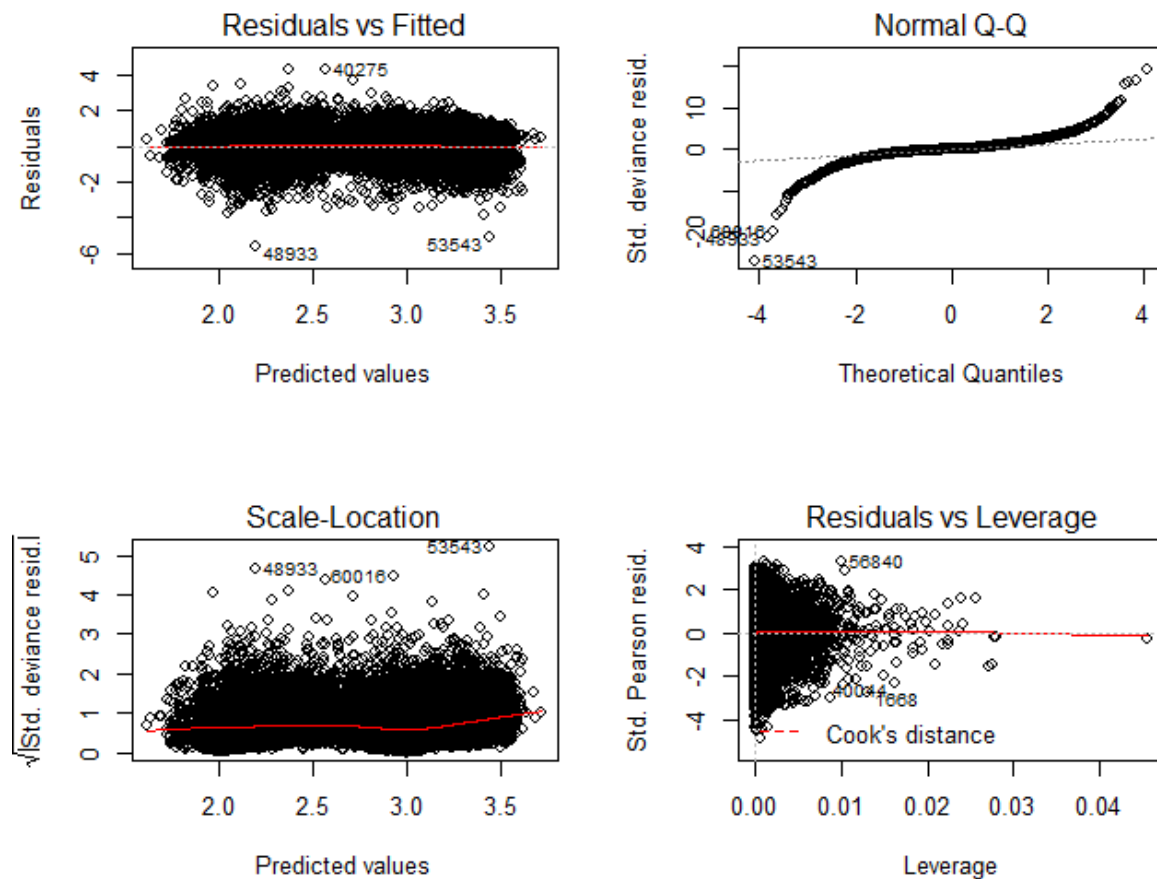 Residuals vs Fitted
Residuals
4
2
0
-2
-6
40275
48933
53543
2.0 2.5 3.0 3.5
Predicted values
Normal Q-Q
Std. deviance resid.
10
0
-20
60016
48933
53543
-4 -2 0 2 4
Theoretical Quantiles
Scale-Location
√|Std. deviance resid.|
5
4
3
2
1
0
53543
48933
60016
2.0 2.5 3.0 3.5
Predicted values
Residuals vs Leverage
Std. Pearson resid.
4
2
0
-2
-4
56840
40044
1668
Cook's distance
0.00 0.01 0.02 0.03 0.04
Leverage